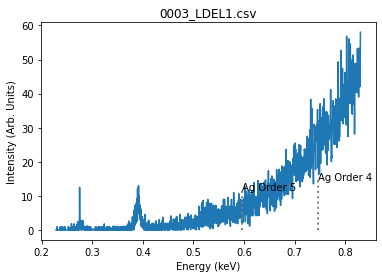 0003_LDEL1.csv
60
50
40
30
20
10
0
Intensity (Arb. Units)
Ag Order 5
Ag Order 4
0.2 0.3 0.4 0.5 0.6 0.7 0.8
Energy (keV)